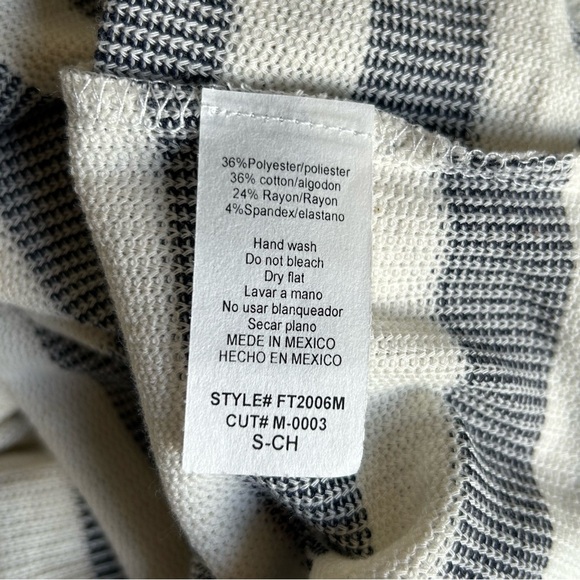 36%Polyester/poliester
36% cotton/algodon
24% Rayon/Rayon
4%Spandex/elastano
Hand wash
Do not bleach
Dry flat
Lavar a mano
No usar blanqueador
Secar plano
MADE IN MEXICO
HECHO EN MEXICO
STYLE# FT2006M
CUT# M-0003
S-CH